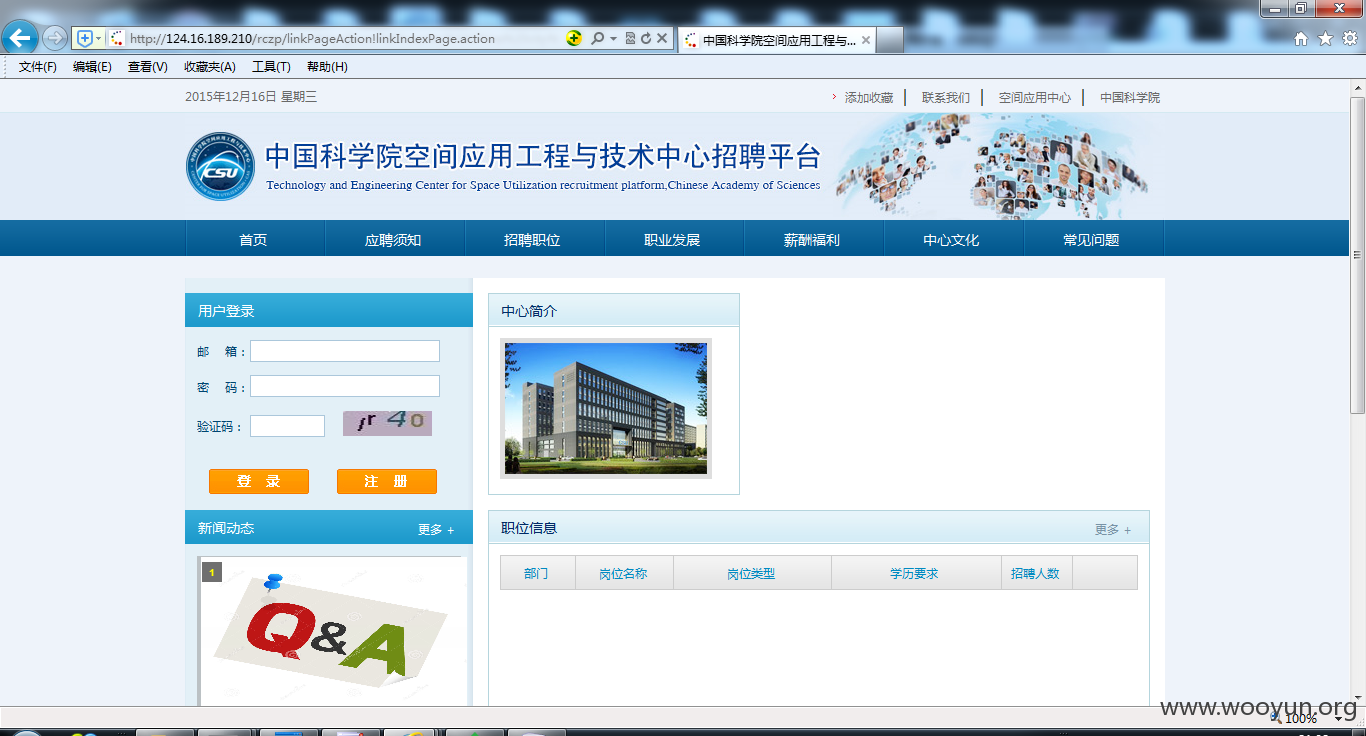 http://124.16.189.210/rczp/linkPageAction!linkIndexPage.action
中国科学院空间应用工程与...
文件(F) 编辑(E) 查看(V) 收藏夹(A) 工具(T) 帮助(H)
2015年12月16日 星期三
添加收藏 联系我们 空间应用中心 中国科学院
CSU
中国科学院空间应用工程与技术中心招聘平台
Technology and Engineering Center for Space Utilization recruitment platform,Chinese Academy of Sciences
首页 应聘须知 招聘职位 职业发展 薪酬福利 中心文化 常见问题
用户登录
邮 箱：
密 码：
验证码：
jr 4o
登 录 注 册
中心简介
新闻动态 更多 +
1
Q&A
职位信息 更多 +
部门 岗位名称 岗位类型 学历要求 招聘人数
www.wooyun.org
100%